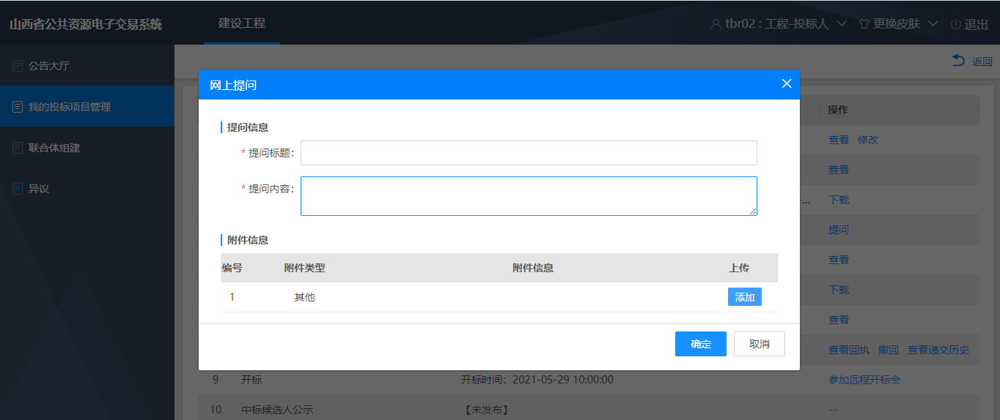 山西省公共资源电子交易系统 建设工程 tbr02 : 工程-投标人 更换皮肤 退出
公告大厅
我的投标项目管理
联合体组建
异议
返回
网上提问
提问信息
* 提问标题：
* 提问内容：
附件信息
编号 附件类型 附件信息 上传
1 其他 添加
确定 取消
操作
查看 修改
查看
-... 下载
提问
查看
下载
查看
查看回执 撤回 查看递交历史
9 开标 开标时间：2021-05-29 10:00:00 参加远程开标会
10 中标候选人公示 【未发布】 --